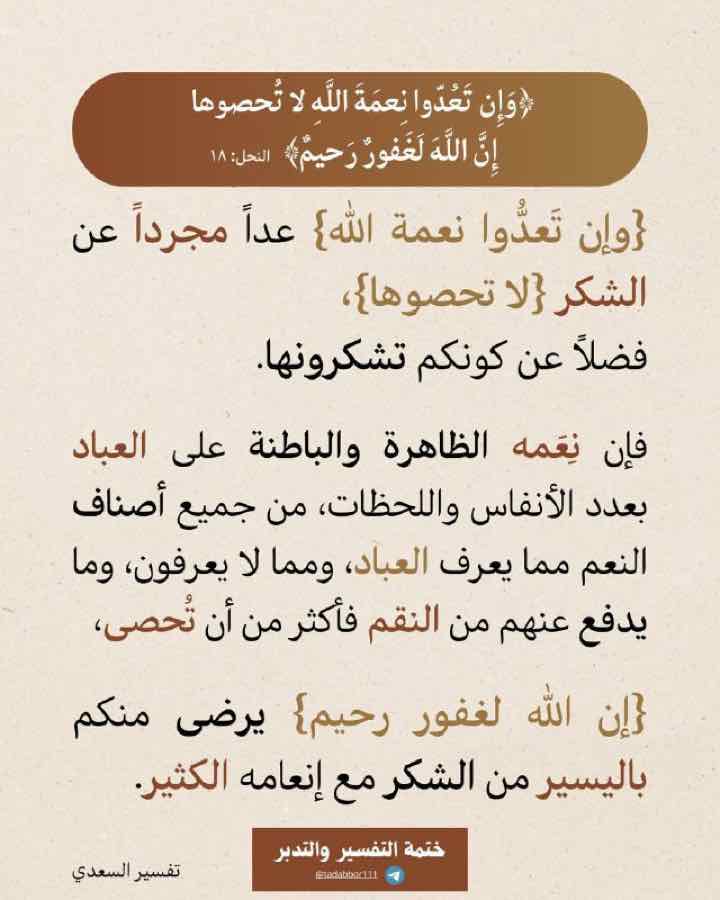 ﴿وَإِن تَعُدّوا نِعمَةَ اللَّهِ لا تُحصوها
إِنَّ اللَّهَ لَغَفورٌ رَحيمٌ﴾ النحل: ١٨
{وإن تَعدُّوا نعمة الله} عداً مجرداً عن
الشكر {لا تحصوها}،
فضلاً عن كونكم تشكرونها.
فإن نِعَمه الظاهرة والباطنة على العباد
بعدد الأنفاس واللحظات، من جميع أصناف
النعم مما يعرف العباد، ومما لا يعرفون، وما
يدفع عنهم من النقم فأكثر من أن تُحصى،
{إن الله لغفور رحيم} يرضى منكم
باليسير من الشكر مع إنعامه الكثير.
ختمة التفسير والتدبر
@tadabbor111
تفسير السعدي